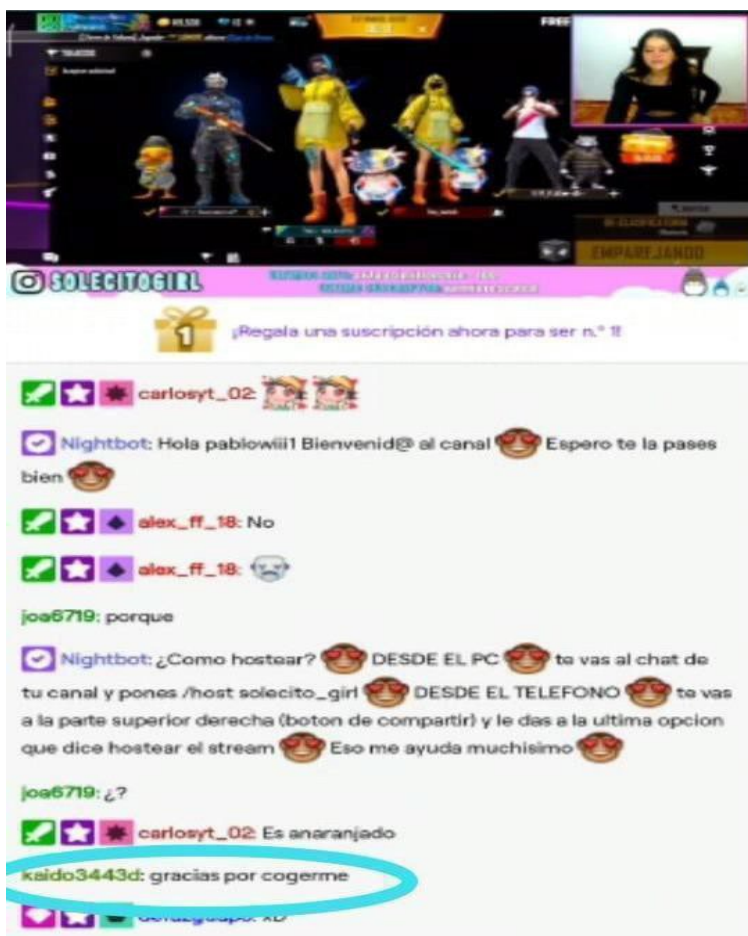 FREE
EMPAREJANDO
SOLECITOGIRL
¡Regala una suscripción ahora para ser n.° 1!
1
carlosyt_02:
Nightbot: Hola pablowiii1 Bienvenid@ al canal Espero te la pases
bien
alex_ff_18: No
alex_ff_18:
joa6719: porque
Nightbot: ¿Como hostear? DESDE EL PC te vas al chat de
tu canal y pones /host solecito_girl DESDE EL TELEFONO te vas
a la parte superior derecha (boton de compartir) y le das a la ultima opcion
que dice hostear el stream Eso me ayuda muchisimo
joa6719: ¿?
carlosyt_02: Es anaranjado
kaido3443d: gracias por cogerme
xD